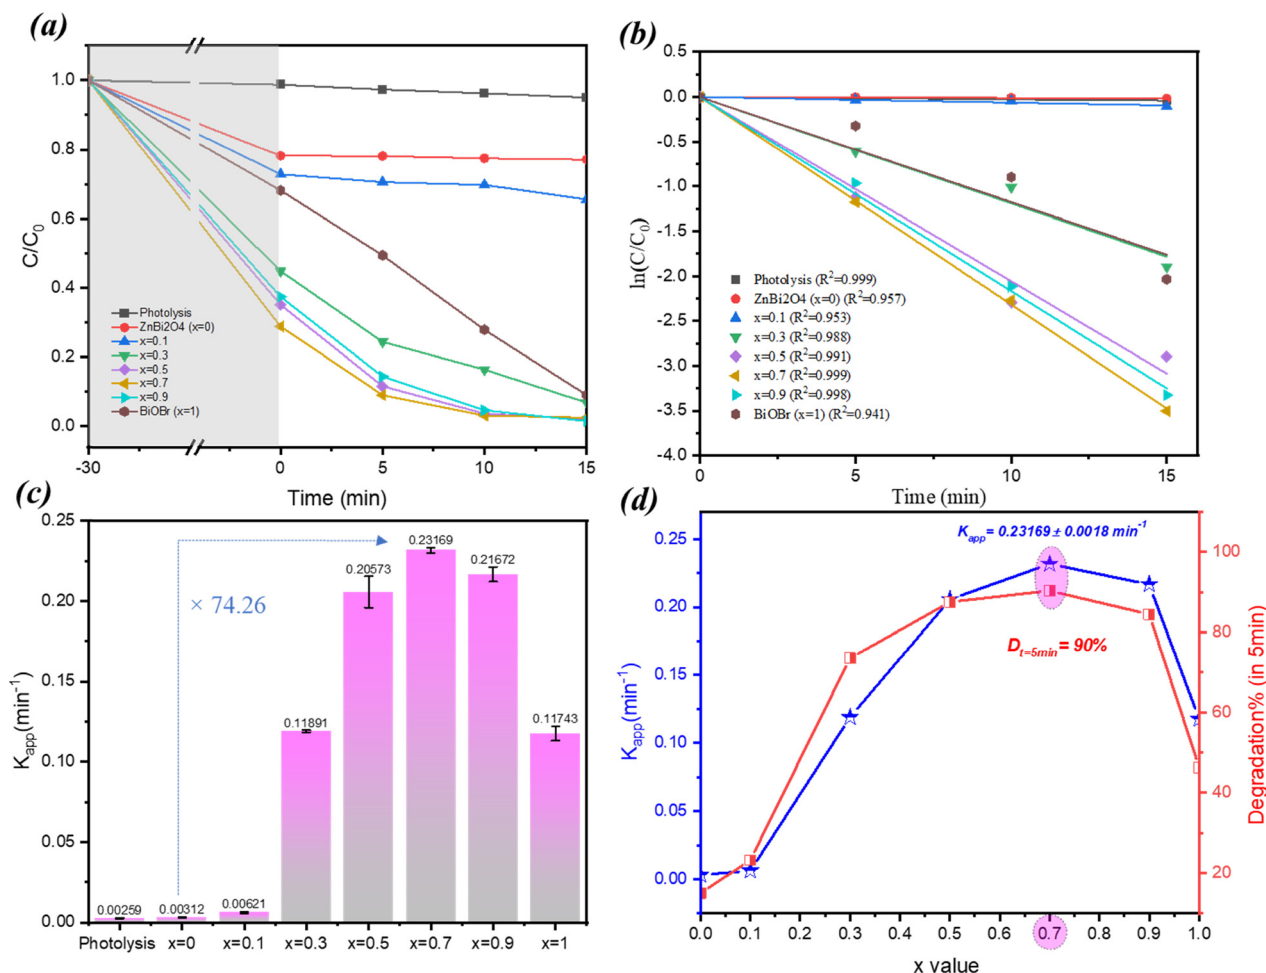 (a)
1.0
0.8
0.6
0.4
0.2
0.0
C/C0
Photolysis
ZnBi2O4 (x=0)
x=0.1
x=0.3
x=0.5
x=0.7
x=0.9
BiOBr (x=1)
-30 0 5 10 15
Time (min)
(b)
0.5
0.0
-0.5
-1.0
-1.5
-2.0
-2.5
-3.0
-3.5
-4.0
ln(C/C0)
Photolysis (R²=0.999)
ZnBi2O4 (x=0) (R²=0.957)
x=0.1 (R²=0.953)
x=0.3 (R²=0.988)
x=0.5 (R²=0.991)
x=0.7 (R²=0.999)
x=0.9 (R²=0.998)
BiOBr (x=1) (R²=0.941)
0 5 10 15
Time (min)
(c)
0.25
0.20
0.15
0.10
0.05
0.00
Kapp(min⁻¹)
× 74.26
0.00259
0.00312
0.00621
0.11891
0.20573
0.23169
0.21672
0.11743
Photolysis x=0 x=0.1 x=0.3 x=0.5 x=0.7 x=0.9 x=1
(d)
0.25
0.20
0.15
0.10
0.05
0.00
Kapp(min⁻¹)
Kapp= 0.23169 ± 0.0018 min⁻¹
Dt=5min= 90%
100
80
60
40
20
Degradation% (in 5min)
0.0 0.1 0.2 0.3 0.4 0.5 0.6 0.7 0.8 0.9 1.0
x value